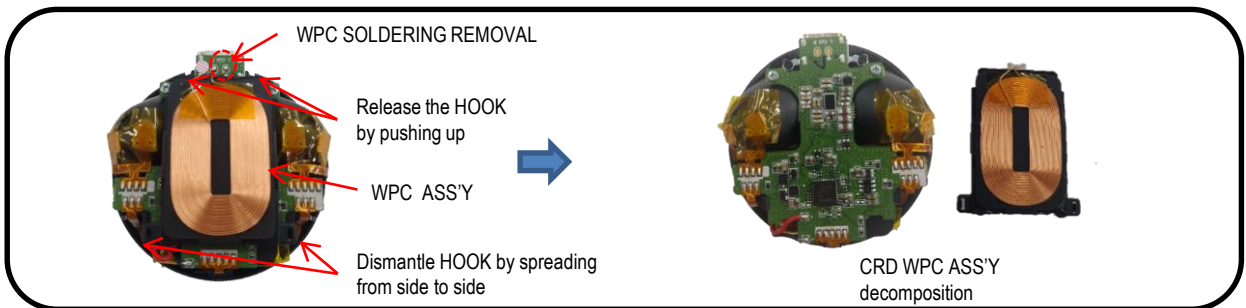 WPC SOLDERING REMOVAL
Release the HOOK
by pushing up
WPC ASS'Y
Dismantle HOOK by spreading
from side to side
CRD WPC ASS'Y
decomposition